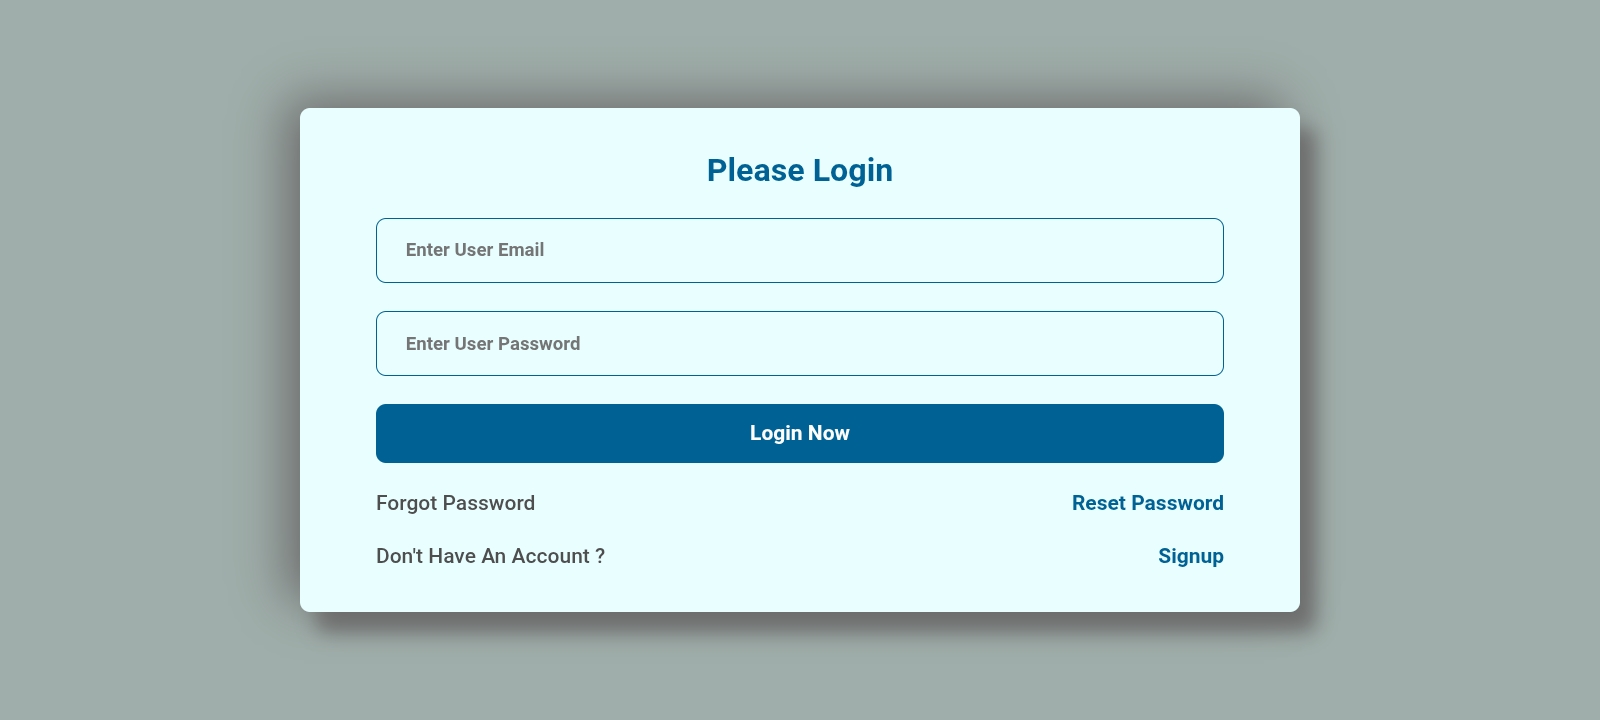 Please Login
Enter User Email
Enter User Password
Login Now
Forgot Password Reset Password
Don't Have An Account ? Signup